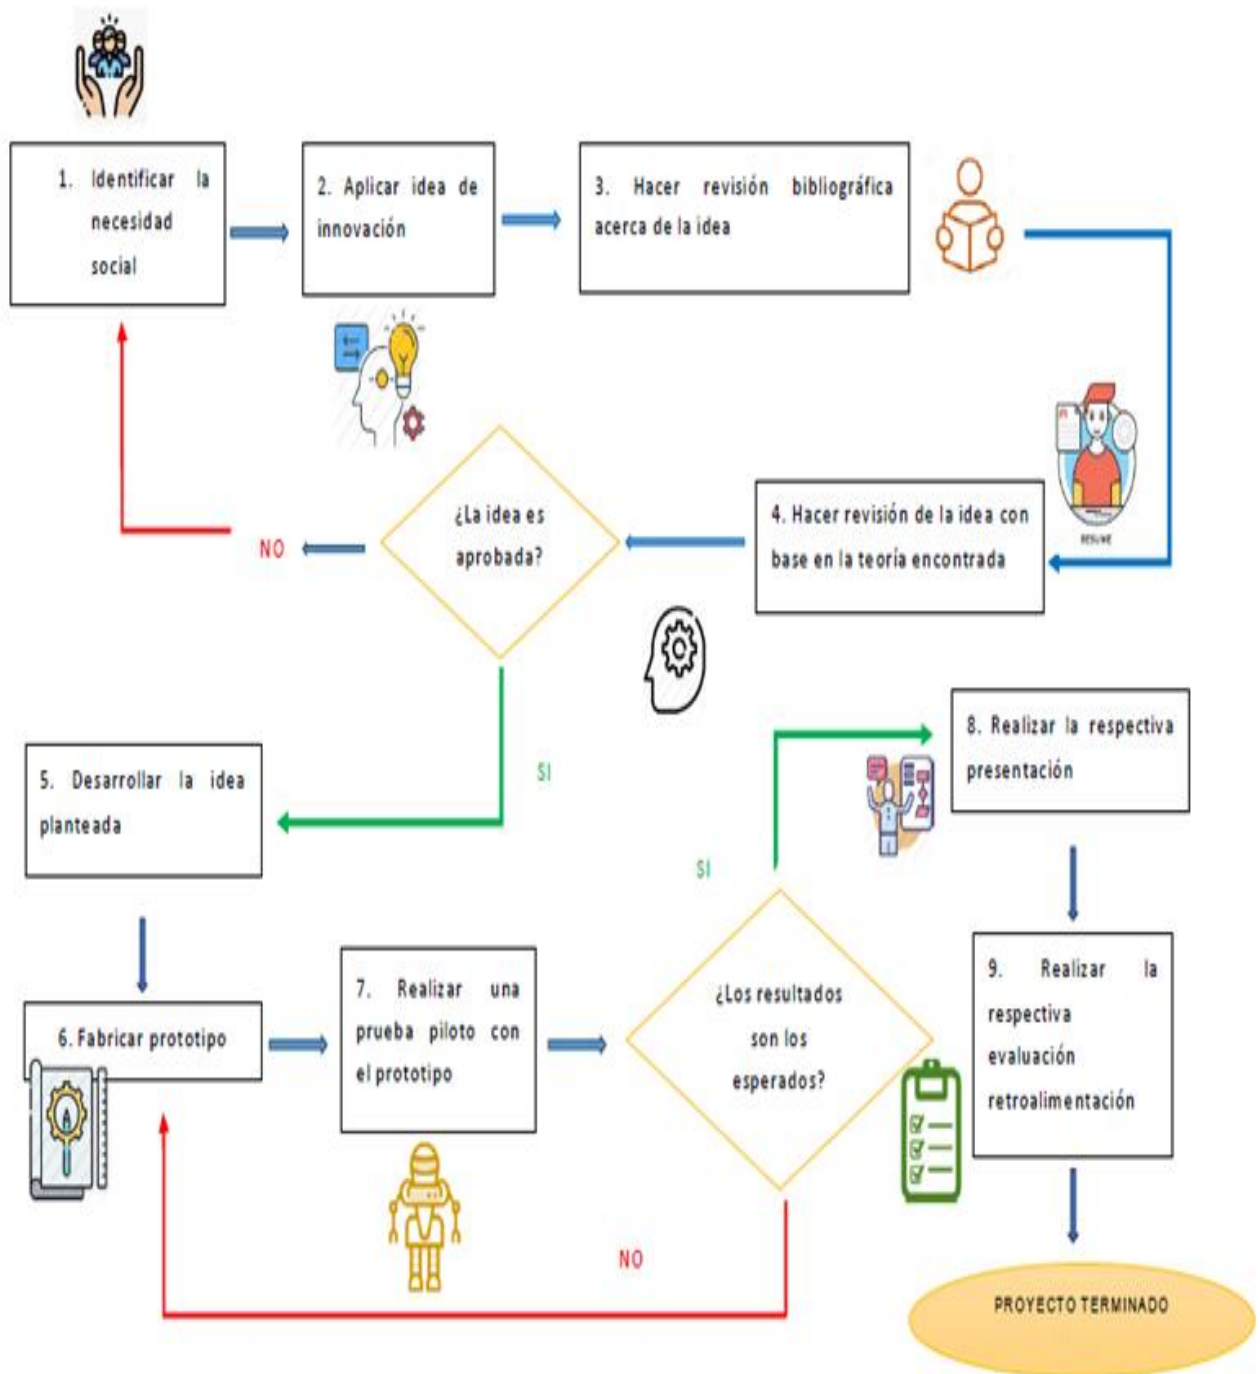 1. Identificar la
necesidad
social
2. Aplicar idea de
innovación
3. Hacer revisión bibliográfica
acerca de la idea
RESUME
4. Hacer revisión de la idea con
base en la teoría encontrada
¿La idea es
aprobada?
NO
SI
5. Desarrollar la idea
planteada
6. Fabricar prototipo
7. Realizar una
prueba piloto con
el prototipo
¿Los resultados
son los
esperados?
NO
SI
8. Realizar la respectiva
presentación
9. Realizar la
respectiva
evaluación
retroalimentación
PROYECTO TERMINADO